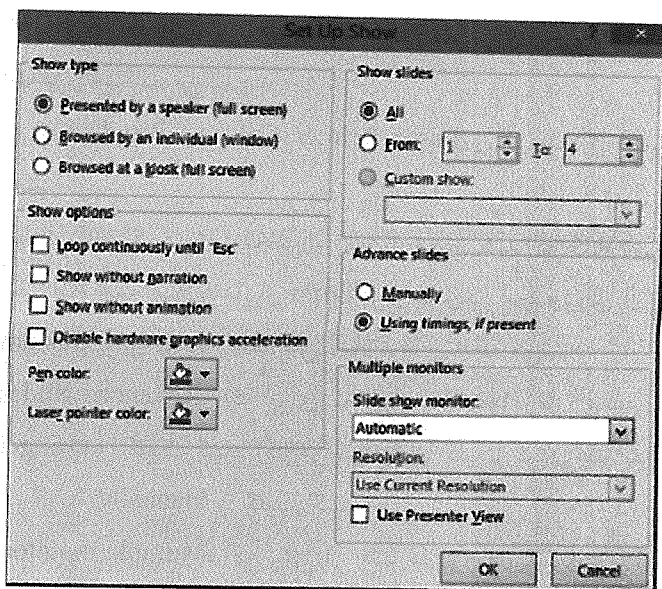 Set Up Show
? ×
Show type
Presented by a speaker (full screen)
Browsed by an individual (window)
Browsed at a kiosk (full screen)
Show options
Loop continuously until 'Esc'
Show without narration
Show without animation
Disable hardware graphics acceleration
Pen color:
Laser pointer color:
Show slides
All
From: 1 To: 4
Custom show:
Advance slides
Manually
Using timings, if present
Multiple monitors
Slide show monitor:
Automatic
Resolution:
Use Current Resolution
Use Presenter View
OK Cancel